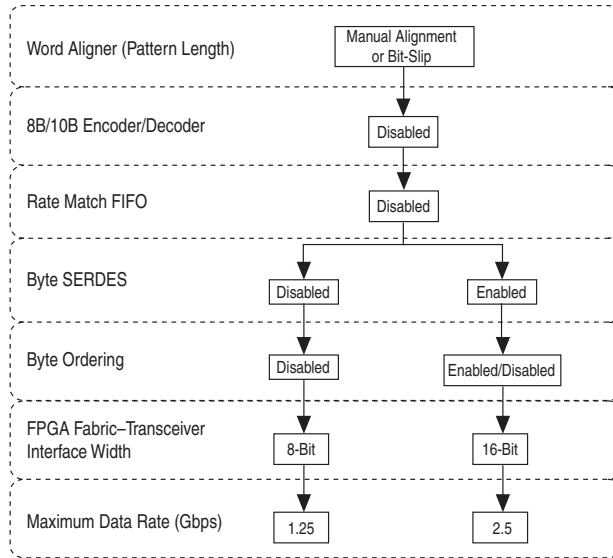 Word Aligner (Pattern Length)
Manual Alignment
or Bit-Slip
8B/10B Encoder/Decoder
Disabled
Rate Match FIFO
Disabled
Byte SERDES
Disabled
Enabled
Byte Ordering
Disabled
Enabled/Disabled
FPGA Fabric–Transceiver
Interface Width
8-Bit
16-Bit
Maximum Data Rate (Gbps)
1.25
2.5